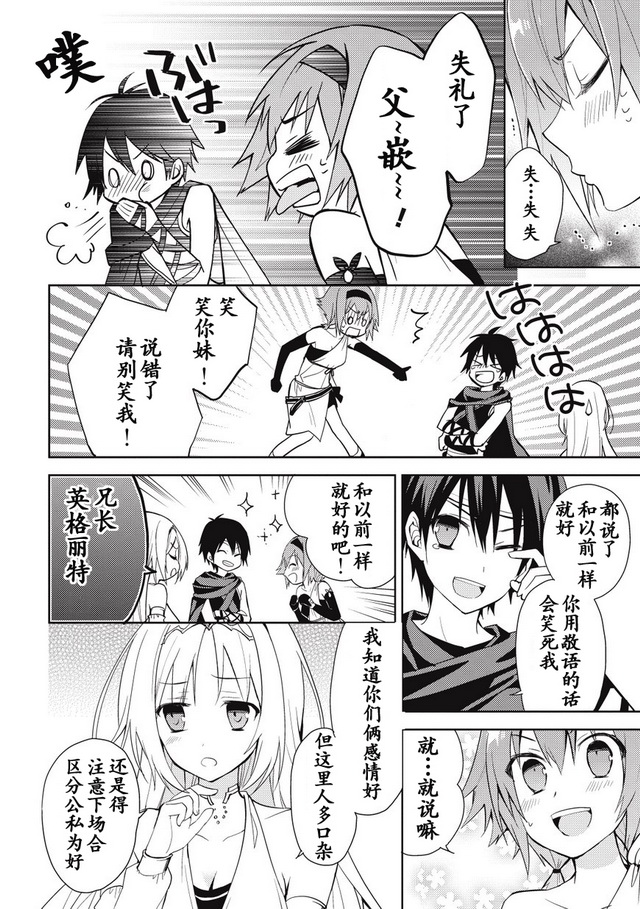 失…失失
失礼了
父~嵌~~！
ぶはっ
噗
はははは
笑
笑你妹！
说错了
请别笑我！
都说了
和以前一样
就好
你用敬语的话
会笑死我
和以前一样
就好的吧！
兄长
英格丽特
就…就说嘛
我知道你们俩感情好
但这里人多口杂
还是得
注意下场合
区分公私为好